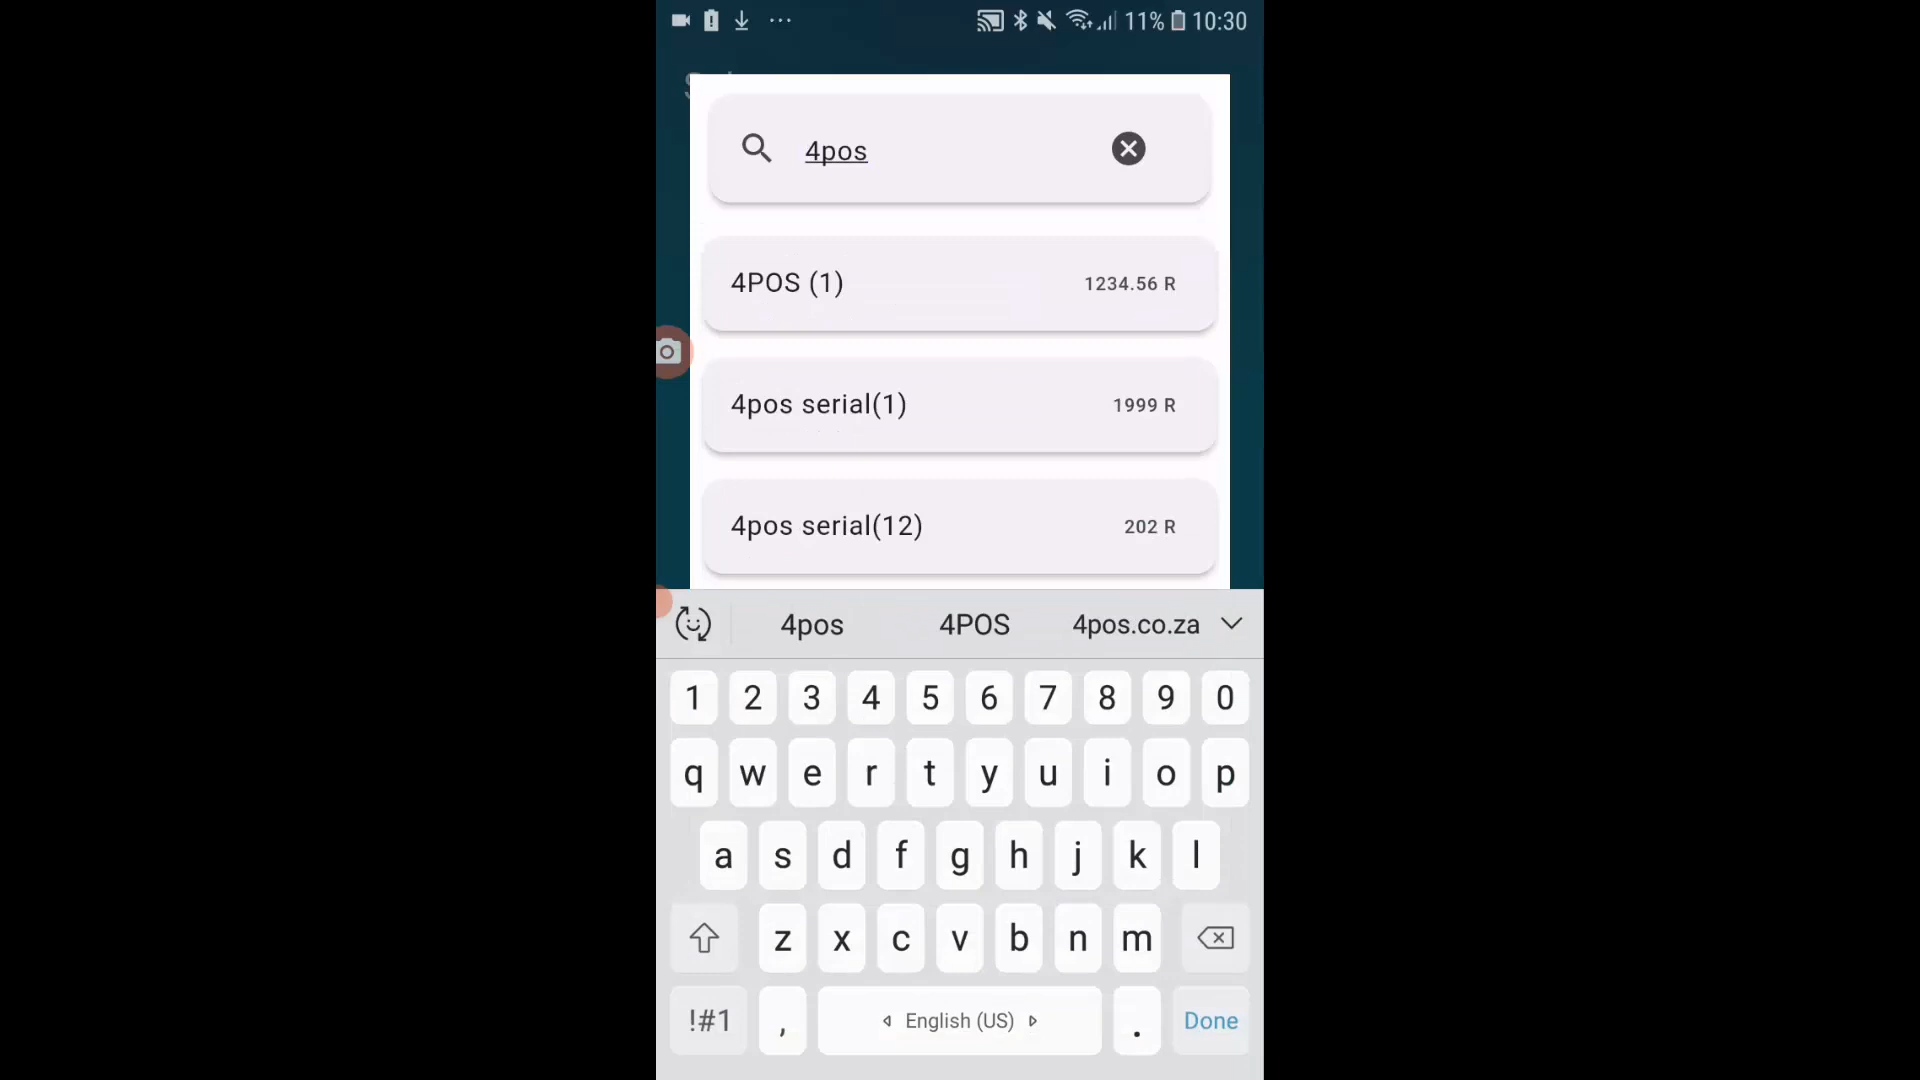 11% 10:30
4pos
4POS (1) 1234.56 R
4pos serial(1) 1999 R
4pos serial(12) 202 R
4pos 4POS 4pos.co.za
1 2 3 4 5 6 7 8 9 0
q w e r t y u i o p
a s d f g h j k l
z x c v b n m
!#1 , English (US) . Done